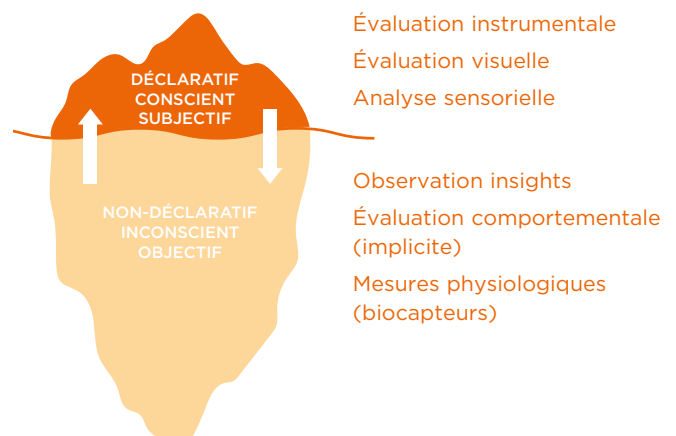 DÉCLARATIF
CONSCIENT
SUBJECTIF
Évaluation instrumentale
Évaluation visuelle
Analyse sensorielle
NON-DÉCLARATIF
INCONSCIENT
OBJECTIF
Observation insights
Évaluation comportementale
(implicite)
Mesures physiologiques
(biocapteurs)